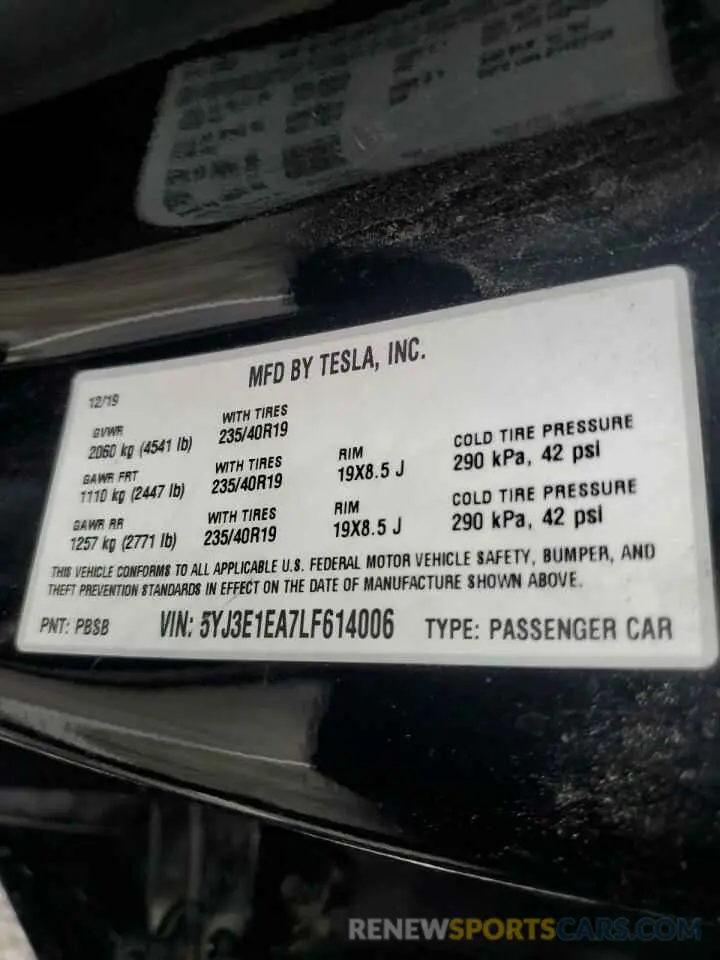 MFD BY TESLA, INC.
12/19
GVWR
2060 kg (4541 lb)
WITH TIRES
235/40R19
GAWR FRT
1110 kg (2447 lb)
WITH TIRES
235/40R19
RIM
19X8.5 J
COLD TIRE PRESSURE
290 kPa, 42 psi
GAWR RR
1257 kg (2771 lb)
WITH TIRES
235/40R19
RIM
19X8.5 J
COLD TIRE PRESSURE
290 kPa, 42 psi
THIS VEHICLE CONFORMS TO ALL APPLICABLE U.S. FEDERAL MOTOR VEHICLE SAFETY, BUMPER, AND
THEFT PREVENTION STANDARDS IN EFFECT ON THE DATE OF MANUFACTURE SHOWN ABOVE.
PNT: PBSB VIN: 5YJ3E1EA7LF614006 TYPE: PASSENGER CAR
RENEWSPORTSCARS.COM